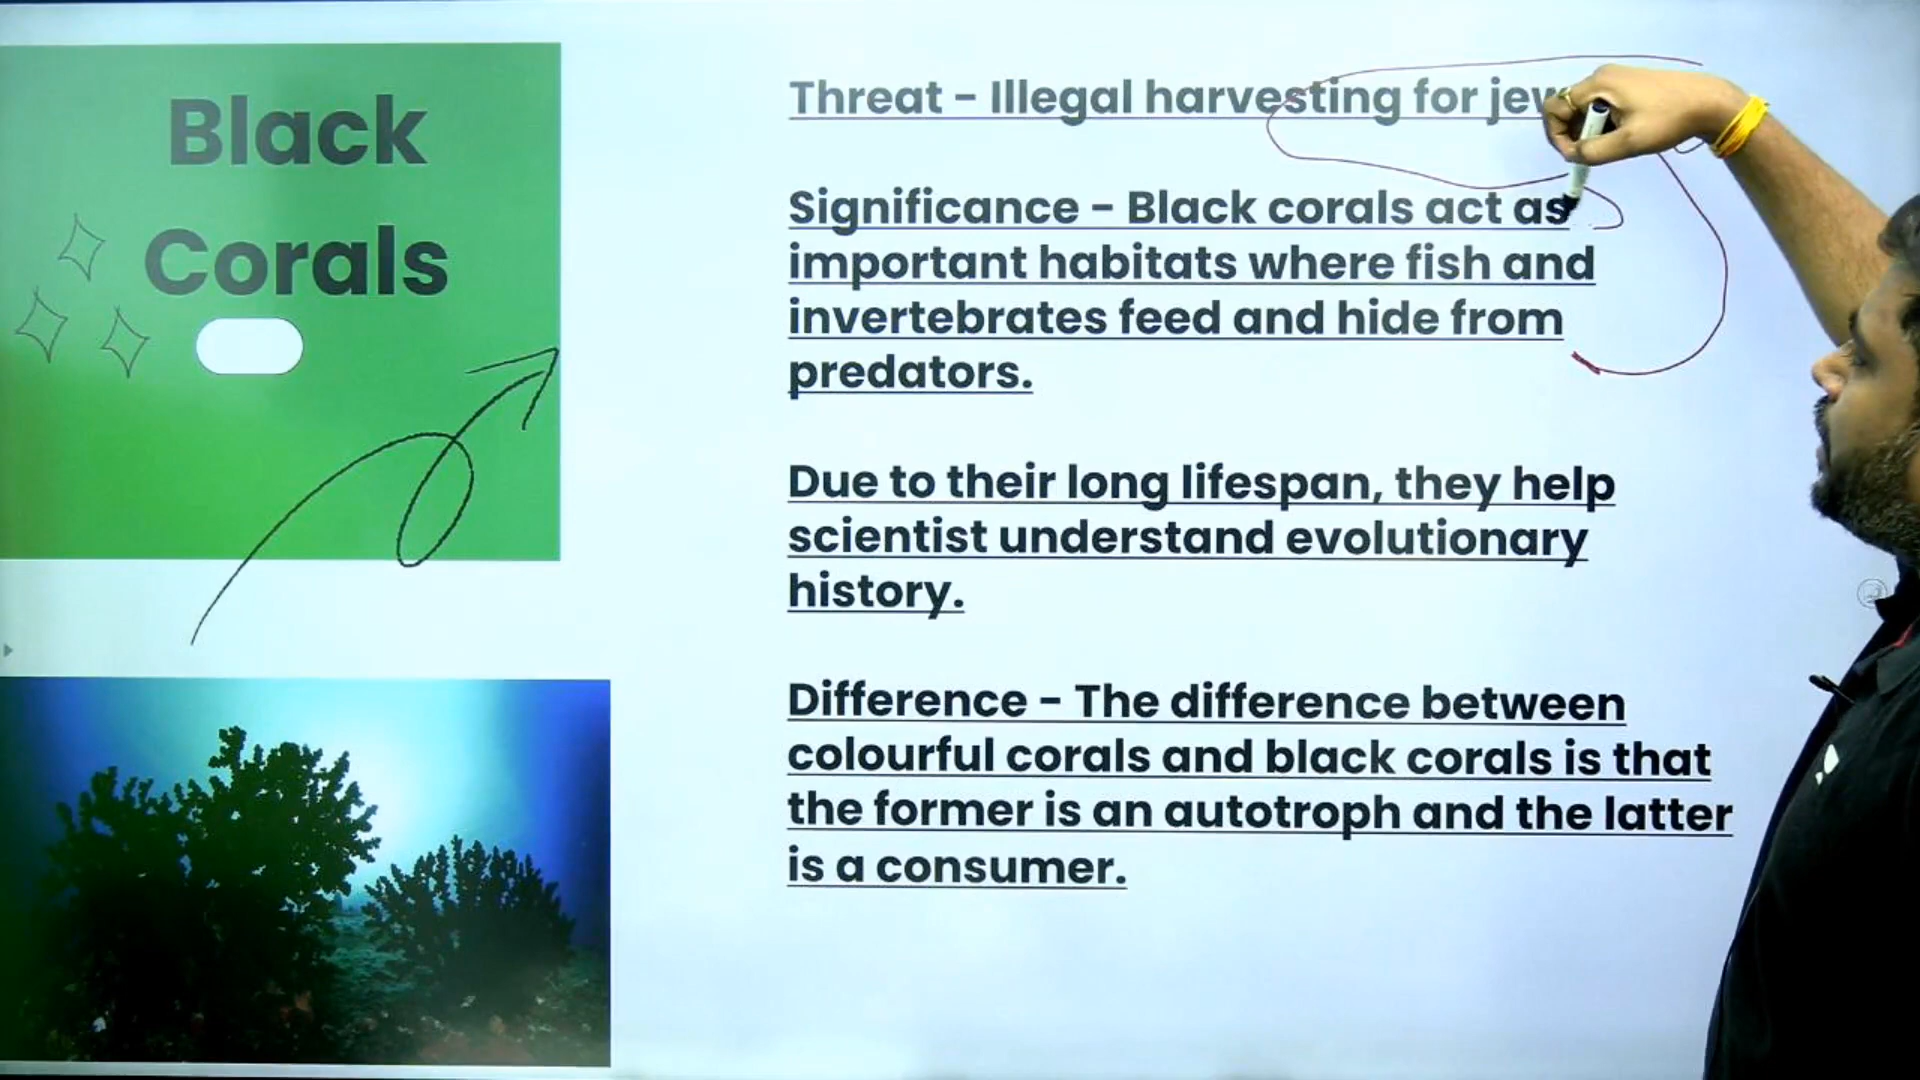 Black
Corals
Threat - Illegal harvesting for
Significance - Black corals act as
important habitats where fish and
invertebrates feed and hide from
predators.
Due to their long lifespan, they help
scientist understand evolutionary
history.
Difference - The difference between
colourful corals and black corals is that
the former is an autotroph and the latter
is a consumer.